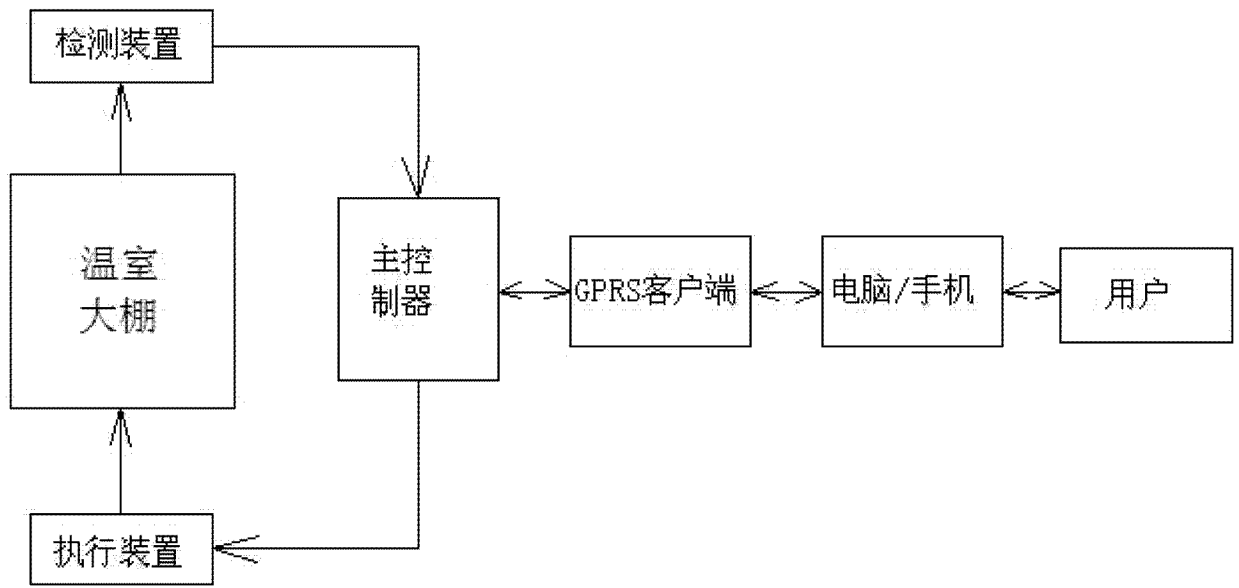 检测装置
温室
大棚
主控
制器
GPRS客户端
电脑/手机
用户
执行装置